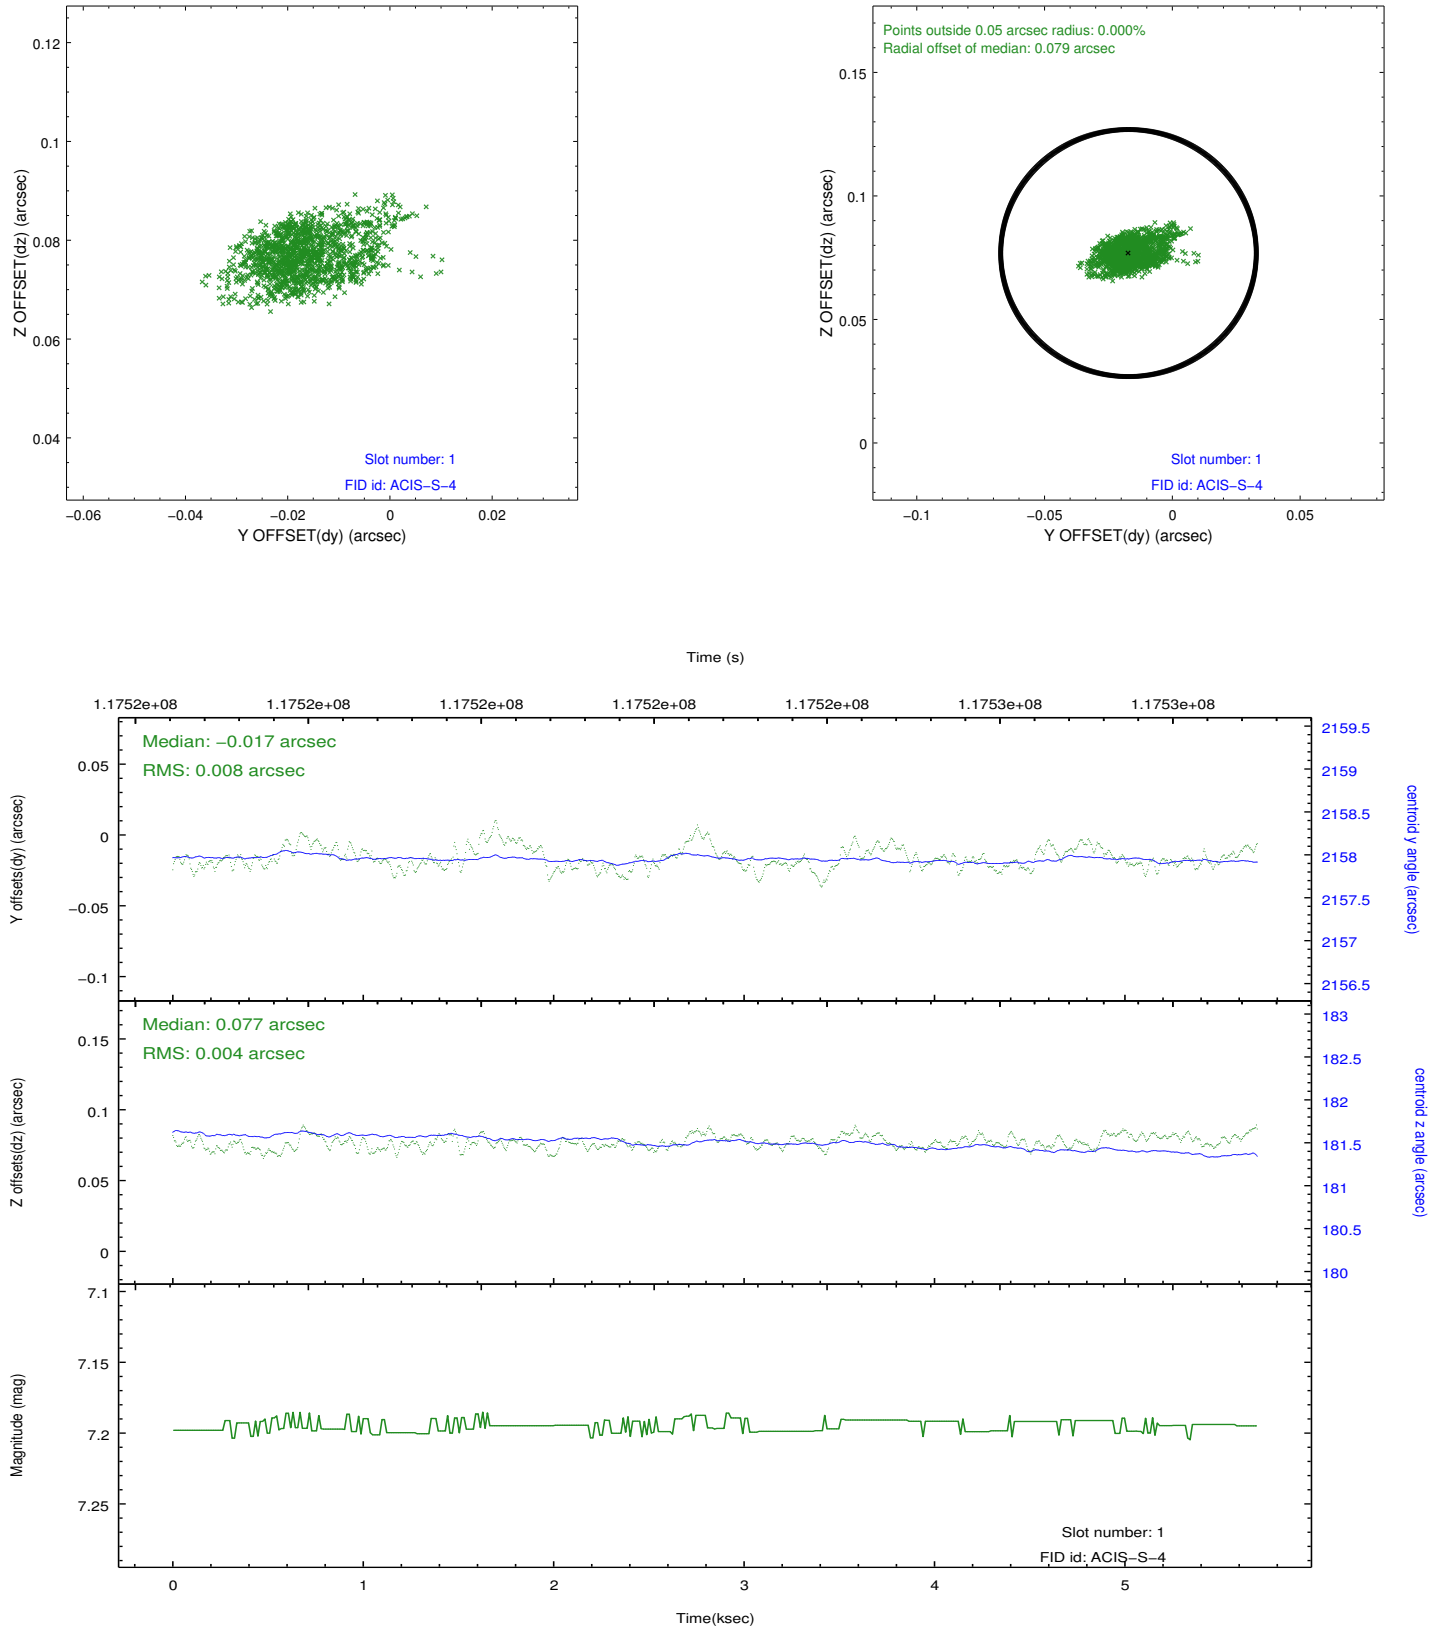 0.12
0.1
0.08
0.06
0.04
Z OFFSET(dz) (arcsec)
Slot number: 1
FID id: ACIS−S−4
−0.06 −0.04 −0.02 0 0.02
Y OFFSET(dy) (arcsec)
Points outside 0.05 arcsec radius: 0.000%
Radial offset of median: 0.079 arcsec
0.15
0.1
0.05
0
Z OFFSET(dz) (arcsec)
Slot number: 1
FID id: ACIS−S−4
−0.1 −0.05 0 0.05
Y OFFSET(dy) (arcsec)
Time (s)
1.1752e+08 1.1752e+08 1.1752e+08 1.1752e+08 1.1752e+08 1.1753e+08 1.1753e+08
Median: −0.017 arcsec
RMS: 0.008 arcsec
0.05
0
−0.05
−0.1
Y offsets(dy) (arcsec)
2159.5
2159
2158.5
2158
2157.5
2157
2156.5
centroid y angle (arcsec)
Median: 0.077 arcsec
RMS: 0.004 arcsec
0.15
0.1
0.05
0
Z offsets(dz) (arcsec)
183
182.5
182
181.5
181
180.5
180
centroid z angle (arcsec)
7.1
7.15
7.2
7.25
Magnitude (mag)
Slot number: 1
FID id: ACIS−S−4
0 1 2 3 4 5
Time(ksec)